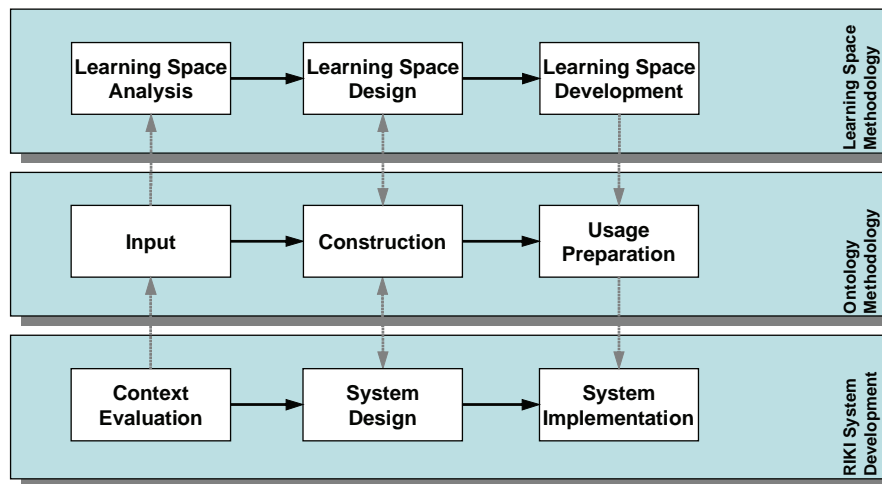 Learning Space
Analysis
Learning Space
Design
Learning Space
Development
Learning Space
Methodology
Input
Construction
Usage
Preparation
Ontology
Methodology
Context
Evaluation
System
Design
System
Implementation
RIKI System
Development